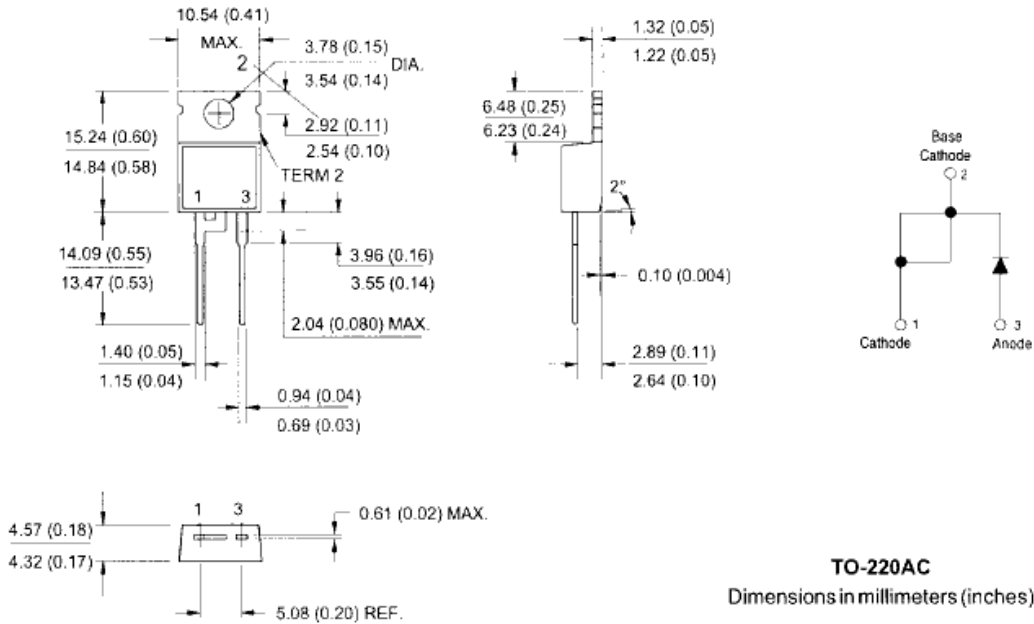 10.54 (0.41)
MAX.
2
3.78 (0.15)
3.54 (0.14)
DIA.
15.24 (0.60)
14.84 (0.58)
2.92 (0.11)
2.54 (0.10)
TERM 2
1 3
14.09 (0.55)
13.47 (0.53)
3.96 (0.16)
3.55 (0.14)
2.04 (0.080) MAX.
1.40 (0.05)
1.15 (0.04)
0.94 (0.04)
0.69 (0.03)
1.32 (0.05)
1.22 (0.05)
6.48 (0.25)
6.23 (0.24)
2°
0.10 (0.004)
2.89 (0.11)
2.64 (0.10)
Base
Cathode
2
1
Cathode
3
Anode
1 3
0.61 (0.02) MAX.
4.57 (0.18)
4.32 (0.17)
5.08 (0.20) REF.
TO-220AC
Dimensions in millimeters (inches)